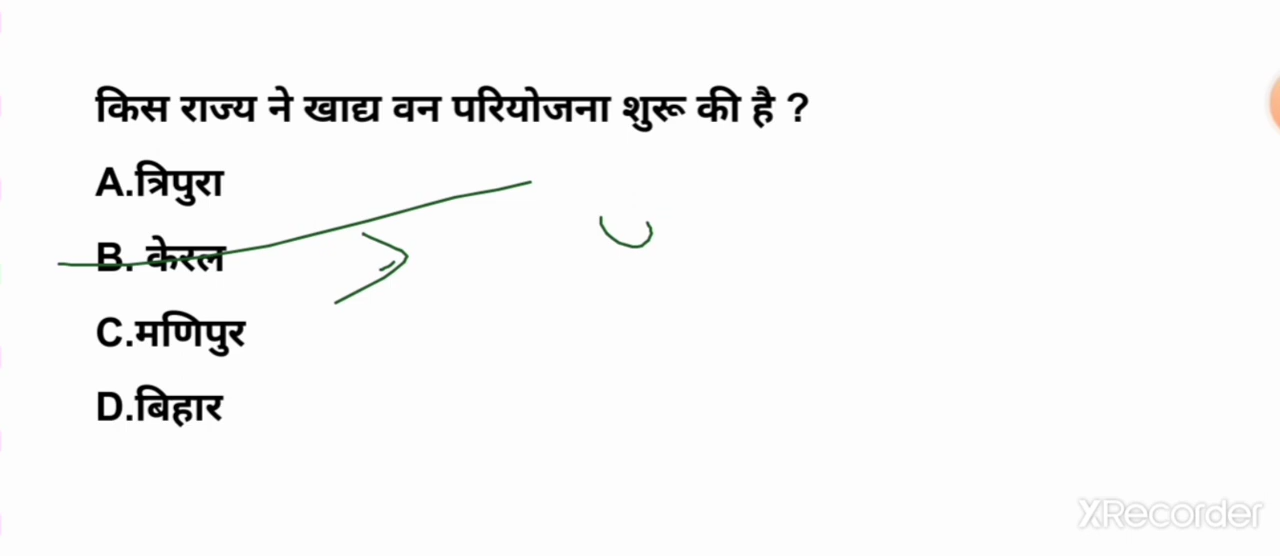 किस राज्य ने खाद्य वन परियोजना शुरू की है ?
A.त्रिपुरा
B. केरल
C.मणिपुर
D.बिहार
XRecorder